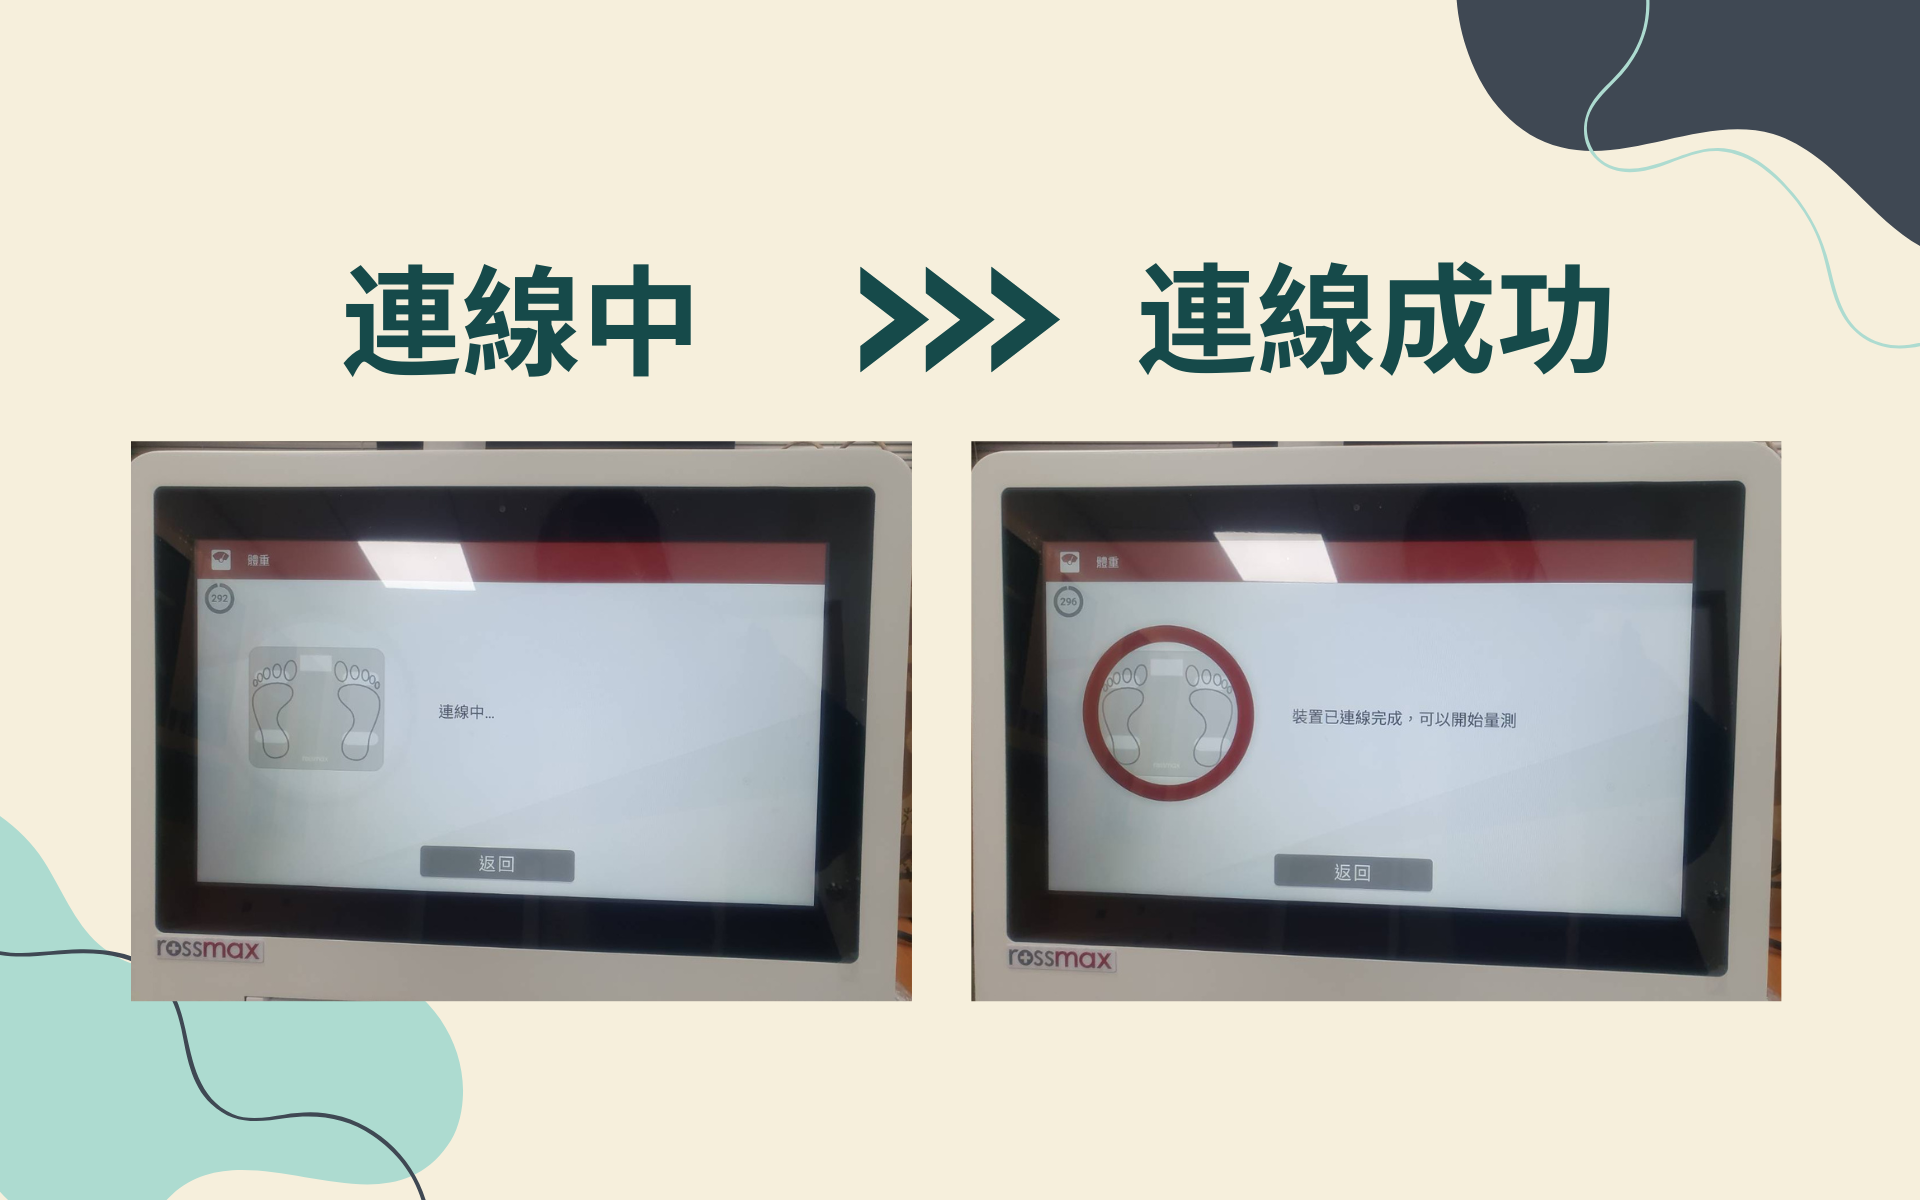 連線中
連線成功
體重
292
連線中...
返回
rossmax
體重
296
裝置已連線完成，可以開始量測
返回
rossmax